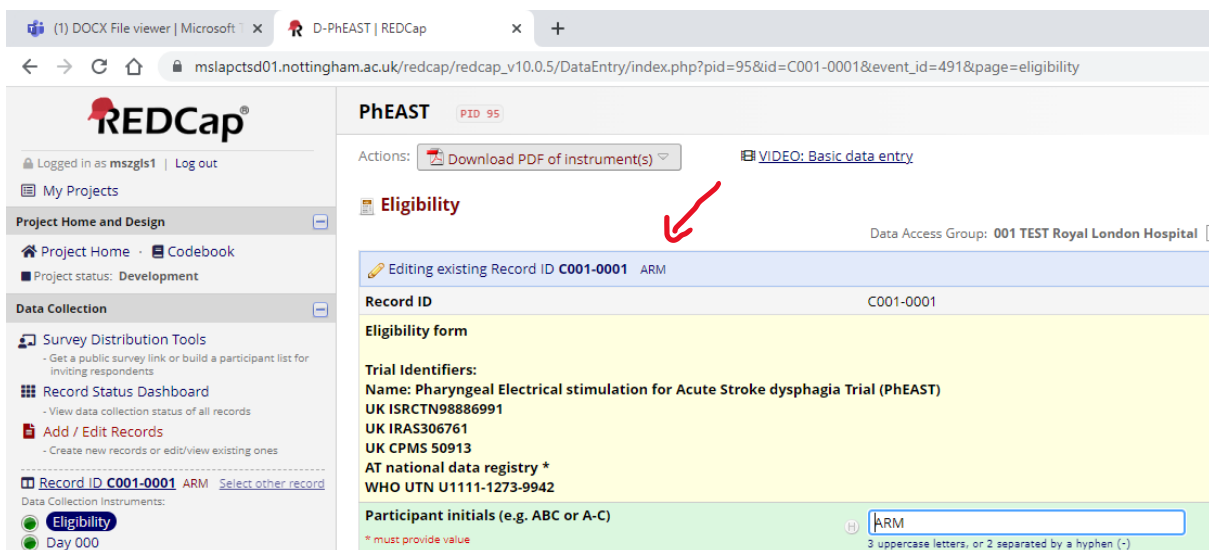 (1) DOCX File viewer | Microsoft
D-PhEAST | REDCap
mslapctsd01.nottingham.ac.uk/redcap/redcap_v10.0.5/DataEntry/index.php?pid=95&id=C001-0001&event_id=491&page=eligibility
REDCap®
Logged in as mszgls1 | Log out
My Projects
Project Home and Design
Project Home · Codebook
Project status: Development
Data Collection
Survey Distribution Tools
- Get a public survey link or build a participant list for
inviting respondents
Record Status Dashboard
- View data collection status of all records
Add / Edit Records
- Create new records or edit/view existing ones
Record ID C001-0001 ARM Select other record
Data Collection Instruments:
Eligibility
Day 000
PhEAST PID 95
Actions: Download PDF of instrument(s) VIDEO: Basic data entry
Eligibility
Data Access Group: 001 TEST Royal London Hospital
Editing existing Record ID C001-0001 ARM
Record ID C001-0001
Eligibility form
Trial Identifiers:
Name: Pharyngeal Electrical stimulation for Acute Stroke dysphagia Trial (PhEAST)
UK ISRCTN98886991
UK IRAS306761
UK CPMS 50913
AT national data registry *
WHO UTN U1111-1273-9942
Participant initials (e.g. ABC or A-C) H ARM
* must provide value
3 uppercase letters, or 2 separated by a hyphen (-)